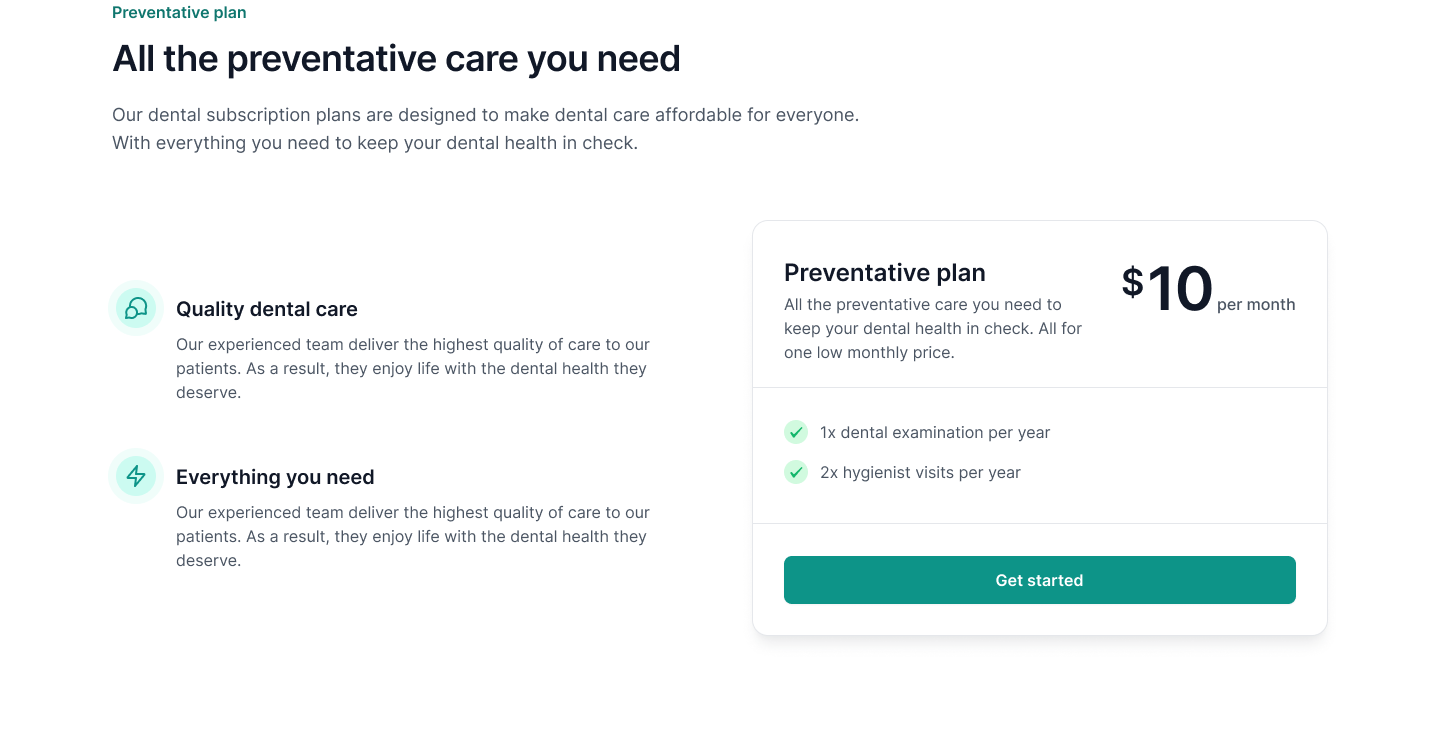 Preventative plan
All the preventative care you need
Our dental subscription plans are designed to make dental care affordable for everyone.
With everything you need to keep your dental health in check.
Quality dental care
Our experienced team deliver the highest quality of care to our
patients. As a result, they enjoy life with the dental health they
deserve.
Everything you need
Our experienced team deliver the highest quality of care to our
patients. As a result, they enjoy life with the dental health they
deserve.
Preventative plan
All the preventative care you need to
keep your dental health in check. All for
one low monthly price.
$10 per month
1x dental examination per year
2x hygienist visits per year
Get started